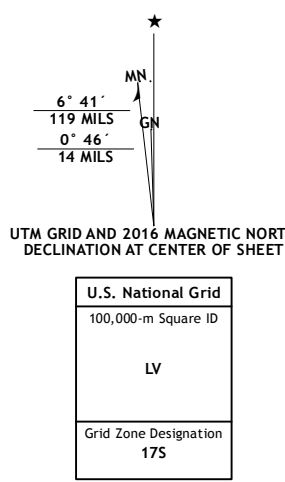 MN
6° 41´
119 MILS
GN
0° 46´
14 MILS
UTM GRID AND 2016 MAGNETIC NORT
DECLINATION AT CENTER OF SHEET
U.S. National Grid
100,000-m Square ID
LV
Grid Zone Designation
17S